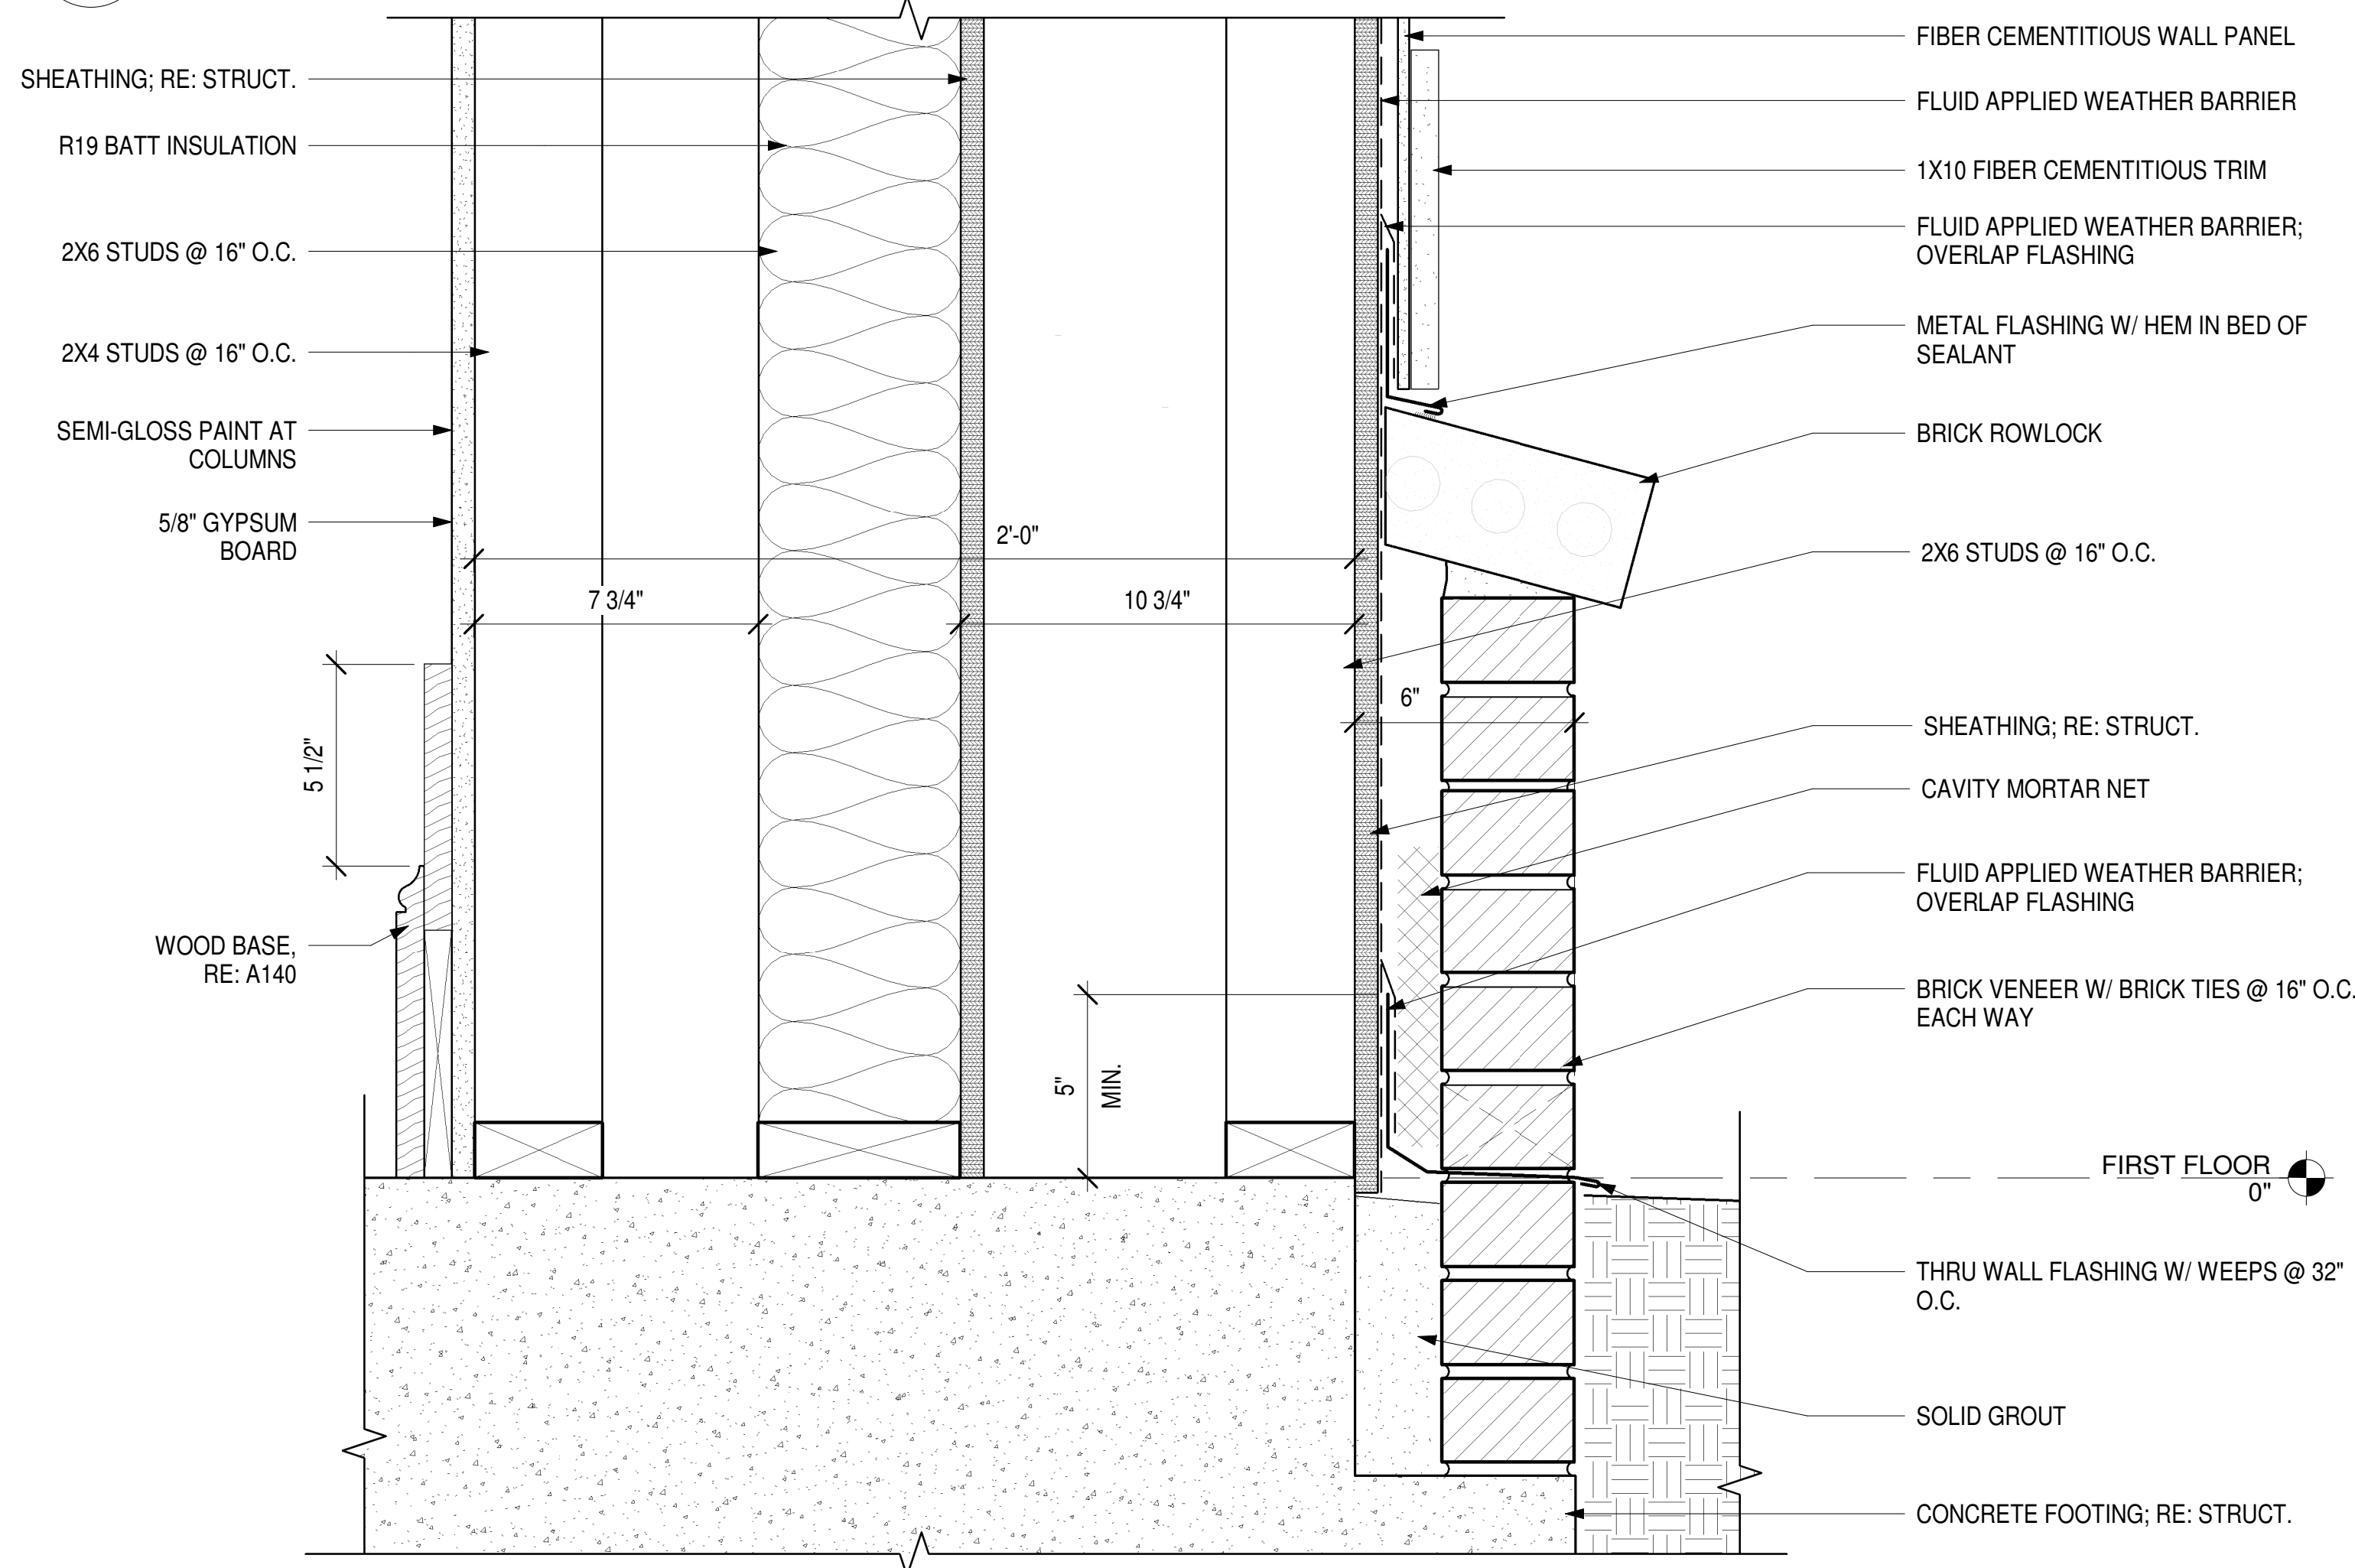 SHEATHING; RE: STRUCT.
R19 BATT INSULATION
2X6 STUDS @ 16" O.C.
2X4 STUDS @ 16" O.C.
SEMI-GLOSS PAINT AT
COLUMNS
5/8" GYPSUM
BOARD
5 1/2"
WOOD BASE,
RE: A140
2'-0"
7 3/4"
10 3/4"
6"
5"
MIN.
FIBER CEMENTITIOUS WALL PANEL
FLUID APPLIED WEATHER BARRIER
1X10 FIBER CEMENTITIOUS TRIM
FLUID APPLIED WEATHER BARRIER;
OVERLAP FLASHING
METAL FLASHING W/ HEM IN BED OF
SEALANT
BRICK ROWLOCK
2X6 STUDS @ 16" O.C.
SHEATHING; RE: STRUCT.
CAVITY MORTAR NET
FLUID APPLIED WEATHER BARRIER;
OVERLAP FLASHING
BRICK VENEER W/ BRICK TIES @ 16" O.C.
EACH WAY
FIRST FLOOR
0"
THRU WALL FLASHING W/ WEEPS @ 32"
O.C.
SOLID GROUT
CONCRETE FOOTING; RE: STRUCT.